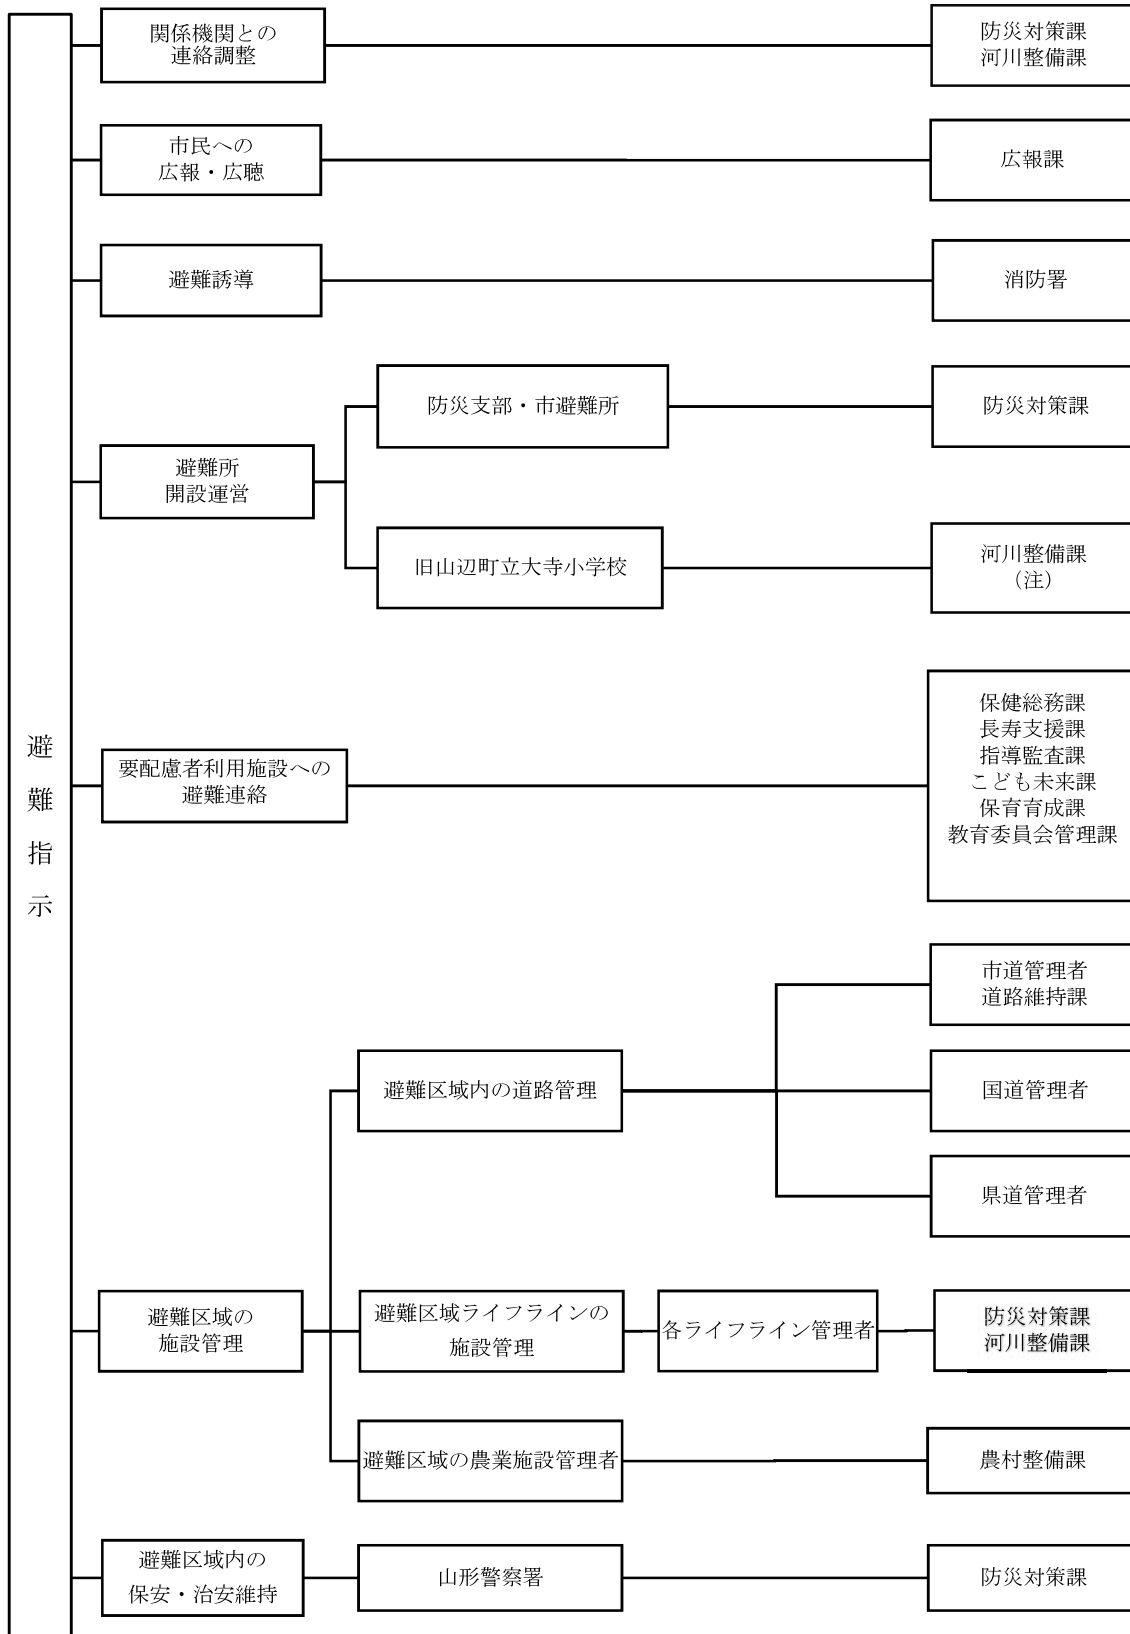 避難指示
関係機関との
連絡調整
防災対策課
河川整備課
市民への
広報・広聴
広報課
避難誘導
消防署
避難所
開設運営
防災支部・市避難所
防災対策課
旧山辺町立大寺小学校
河川整備課
（注）
要配慮者利用施設への
避難連絡
保健総務課
長寿支援課
指導監査課
こども未来課
保育育成課
教育委員会管理課
避難区域の
施設管理
避難区域内の道路管理
市道管理者
道路維持課
国道管理者
県道管理者
避難区域ライフラインの
施設管理
各ライフライン管理者
防災対策課
河川整備課
避難区域の農業施設管理者
農村整備課
避難区域内の
保安・治安維持
山形警察署
防災対策課